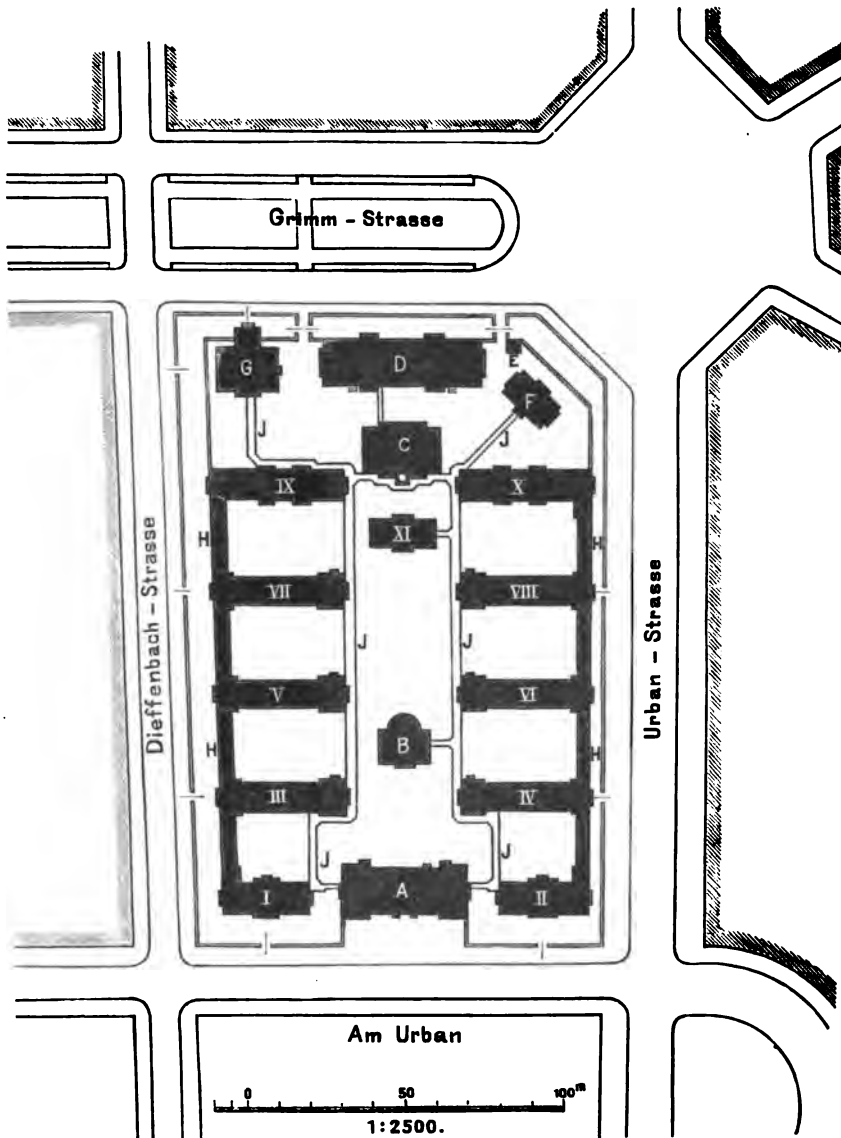 Grimm - Strasse
G
D
E
F
C
J
J
IX
X
XI
H
H
VII
VIII
Dieffenbach - Strasse
Urban - Strasse
J
J
V
VI
B
H
H
III
IV
J
J
I
A
II
Am Urban
0 50 100m
1:2500.